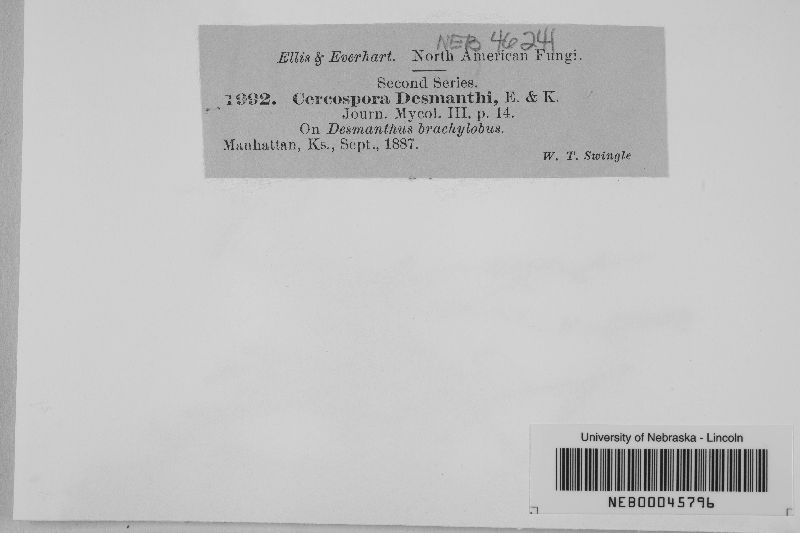 NEB 46241
Ellis & Everhart. North American Fungi.
Second Series.
1992. Cercospora Desmanthi, E. & K.
Journ. Mycol. III, p. 14.
On Desmanthus brachylobus.
Manhattan, Ks., Sept., 1887.
W. T. Swingle
University of Nebraska - Lincoln
NEB00045796